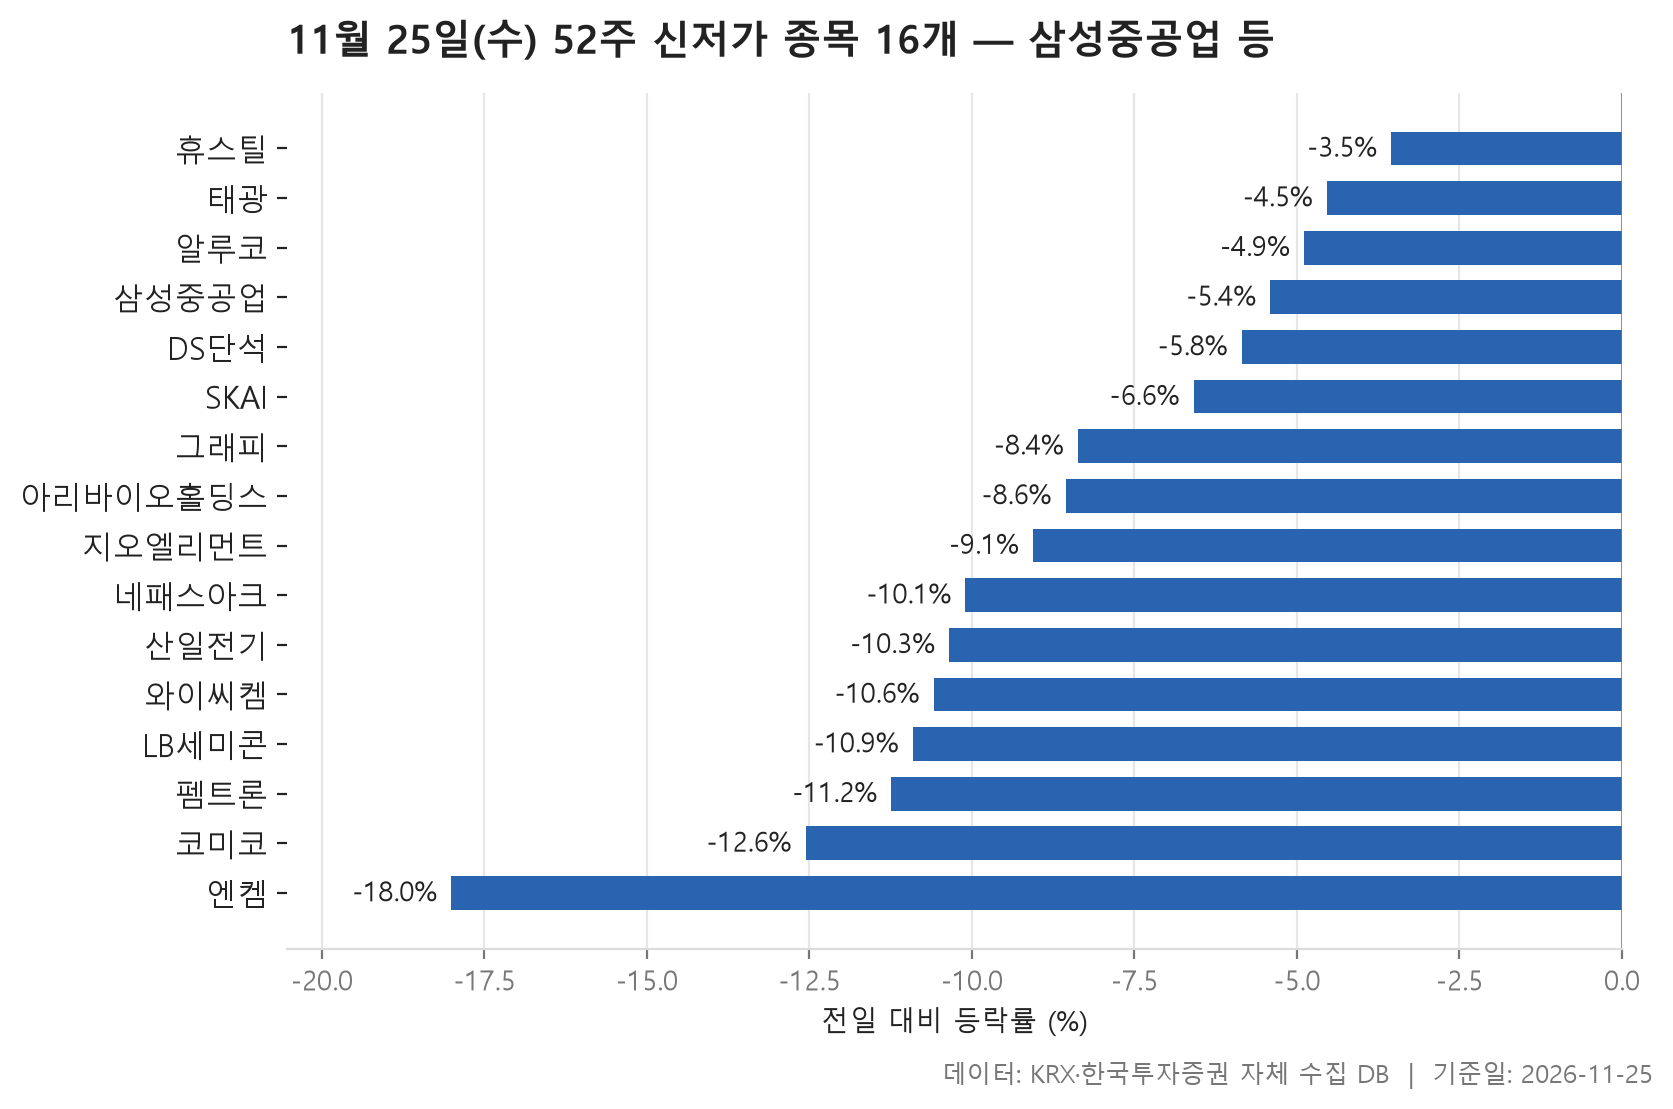 11월 25일(수) 52주 신저가 종목 16개 — 삼성중공업 등
휴스틸 -3.5%
태광 -4.5%
알루코 -4.9%
삼성중공업 -5.4%
DS단석 -5.8%
SKAI -6.6%
그래피 -8.4%
아리바이오홀딩스 -8.6%
지오엘리먼트 -9.1%
네패스아크 -10.1%
산일전기 -10.3%
와이씨켐 -10.6%
LB세미콘 -10.9%
펨트론 -11.2%
코미코 -12.6%
엔켐 -18.0%
-20.0 -17.5 -15.0 -12.5 -10.0 -7.5 -5.0 -2.5 0.0
전일 대비 등락률 (%)
데이터: KRX·한국투자증권 자체 수집 DB | 기준일: 2026-11-25